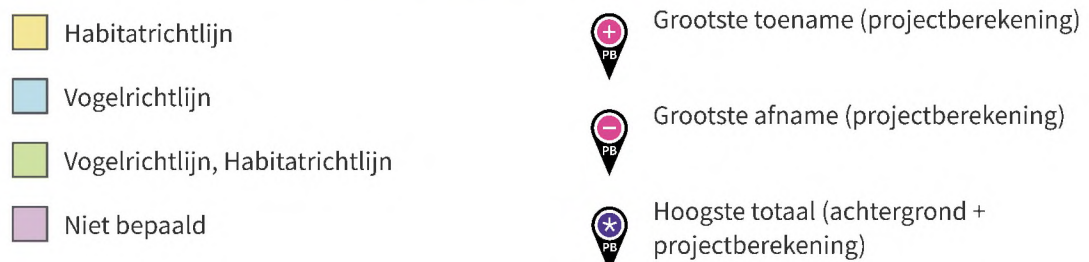 Habitatrichtlijn
Vogelrichtlijn
Vogelrichtlijn, Habitatrichtlijn
Niet bepaald
PB
Grootste toename (projectberekening)
PB
Grootste afname (projectberekening)
PB
Hoogste totaal (achtergrond +
projectberekening)